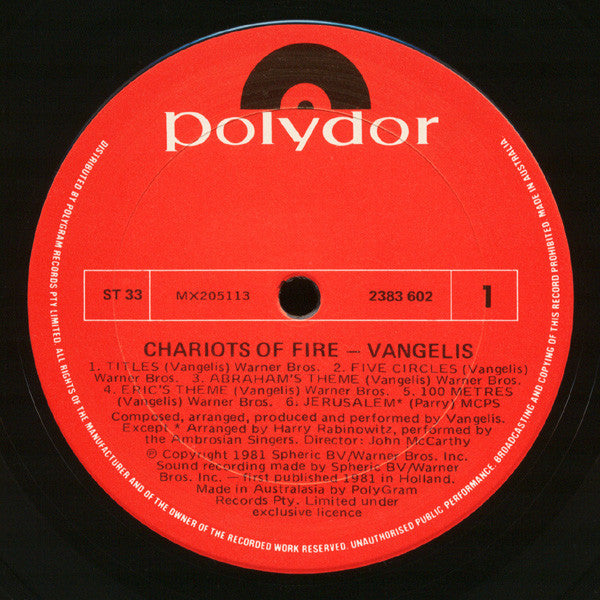 polydor
ST 33 MX205113 2383 602 1
CHARIOTS OF FIRE — VANGELIS
1. TITLES (Vangelis) Warner Bros. 2. FIVE CIRCLES (Vangelis)
Warner Bros. 3. ABRAHAM'S THEME (Vangelis) Warner Bros.
4. EPIC'S THEME (Vangelis) Warner Bros. 5. 100 METRES
(Vangelis) Warner Bros. 6. JERUSALEM* (Parry) MCPS
Composed, arranged, produced and performed by Vangelis.
Except * Arranged by Harry Rabinowitz, performed by
the Ambrosian Singers. Director: John McCarthy
℗ Copyright 1981 Spheric BV/Warner Bros. Inc.
Sound recording made by Spheric BV/Warner
Bros. Inc. — first published 1981 in Holland.
Made in Australasia by PolyGram
Records Pty. Limited under
exclusive licence
DISTRIBUTED BY POLYGRAM RECORDS PTY LIMITED. ALL RIGHTS OF THE MANUFACTURER AND OF THE OWNER OF THE RECORDED WORK RESERVED. UNAUTHORISED PUBLIC PERFORMANCE, BROADCASTING AND COPYING OF THIS RECORD PROHIBITED. MADE IN AUSTRALIA.